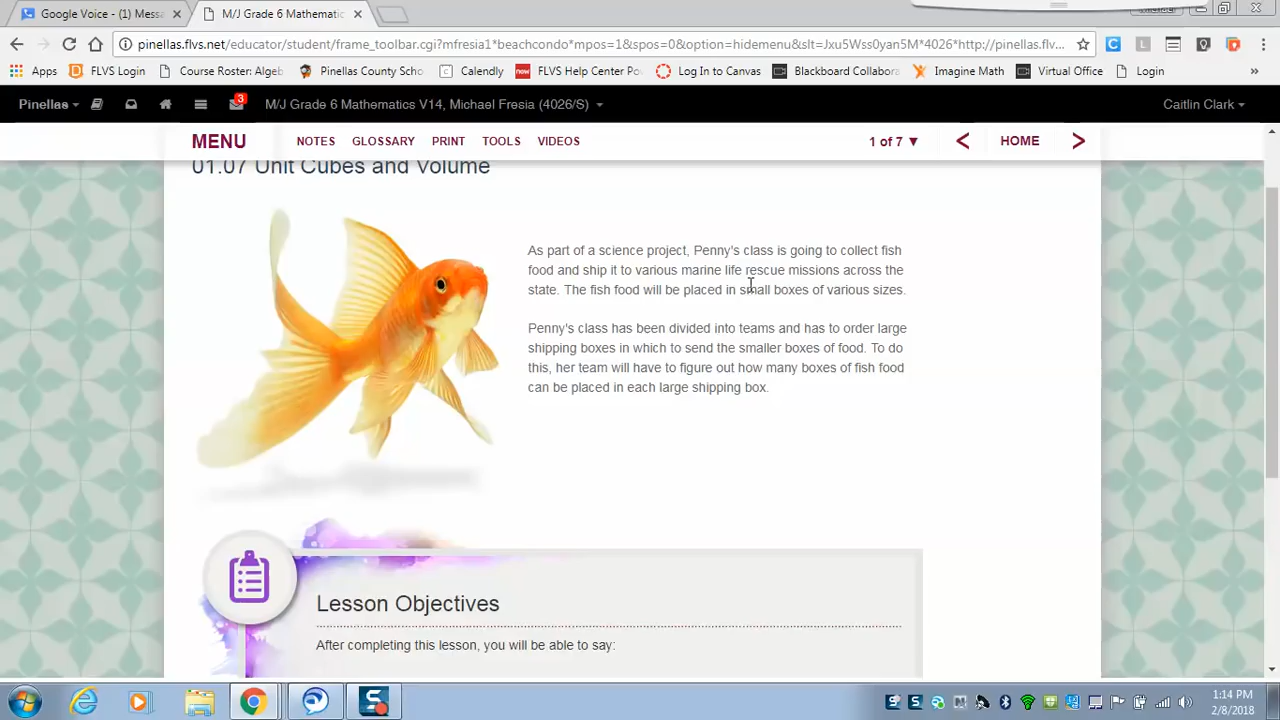 Google Voice - (1) Messa
M/J Grade 6 Mathematic
pinellas.flvs.net/educator/student/frame_toolbar.cgi?mfresia1*beaticondo*mpos=1&spos=0&option=hidemenu&slt=Jxu5Wss0yanEM*4026*http://pinellas.flv...
Apps FLVS Login Course Roster: Algeb Pinellas County Scho Calendly now FLVS Help Center Po Log In to Canvas Blackboard Collabora Imagine Math Virtual Office Login »
Pinellas 3 M/J Grade 6 Mathematics V14, Michael Fresia (4026/S) Caitlin Clark
MENU NOTES GLOSSARY PRINT TOOLS VIDEOS 1 of 7 ▼ < HOME >
01.07 Unit Cubes and Volume
As part of a science project, Penny's class is going to collect fish
food and ship it to various marine life rescue missions across the
state. The fish food will be placed in small boxes of various sizes.
Penny's class has been divided into teams and has to order large
shipping boxes in which to send the smaller boxes of food. To do
this, her team will have to figure out how many boxes of fish food
can be placed in each large shipping box.
Lesson Objectives
After completing this lesson, you will be able to say:
1:14 PM
2/8/2018